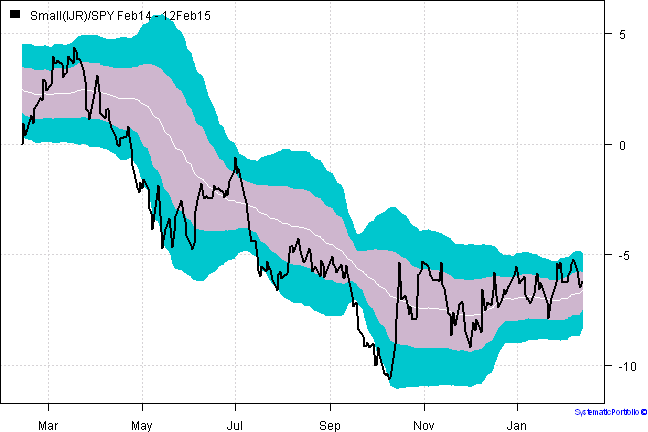 Small(IJR)/SPY Feb14 - 12Feb15
5
0
-5
-10
Mar May Jul Sep Nov Jan
SystematicPortfolio ©